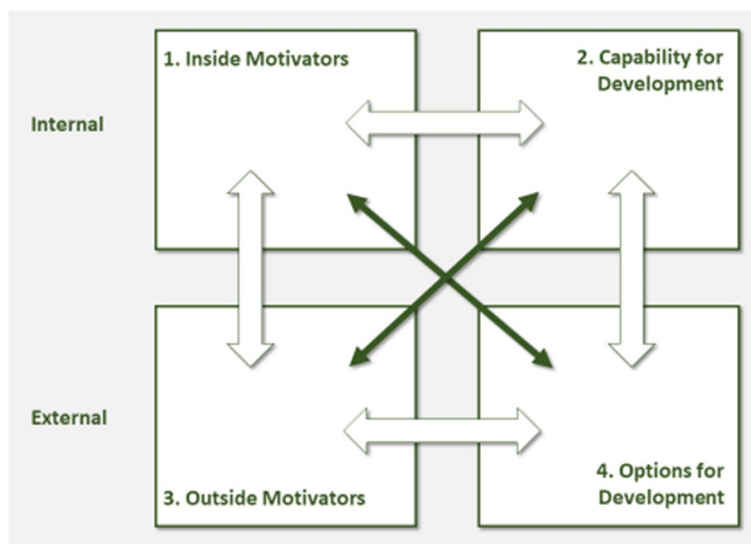 1. Inside Motivators
2. Capability for
Development
Internal
External
3. Outside Motivators
4. Options for
Development